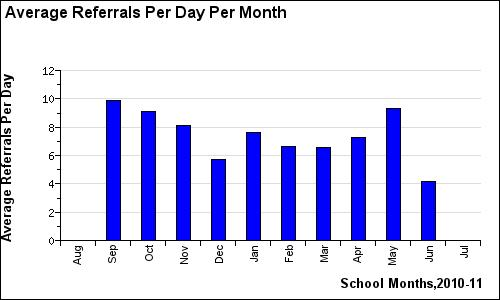 Average Referrals Per Day Per Month
Average Referrals Per Day
12
10
8
6
4
2
0
Aug
Sep
Oct
Nov
Dec
Jan
Feb
Mar
Apr
May
Jun
Jul
School Months,2010-11